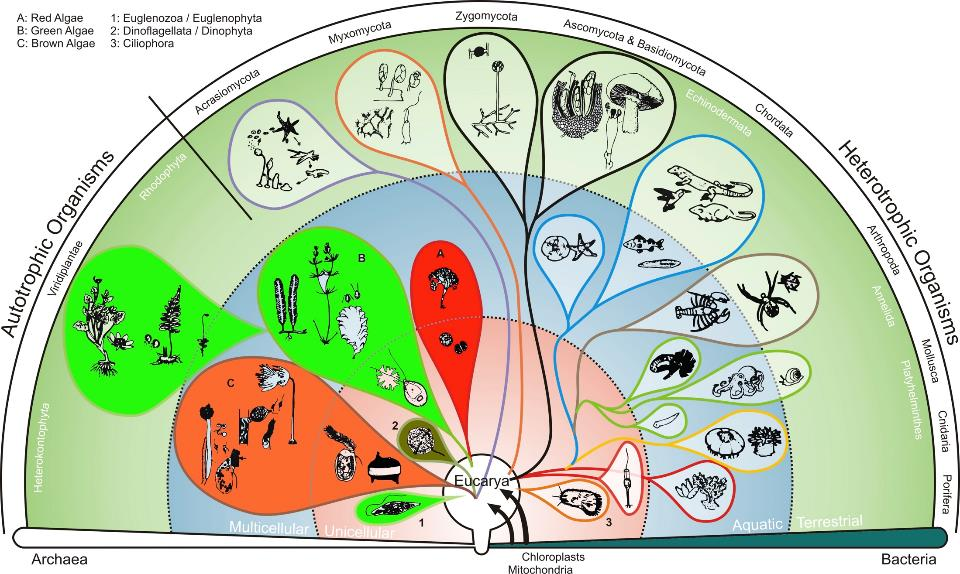 A: Red Algae 1: Euglenozoa / Euglenophyta
B: Green Algae 2: Dinoflagellata / Dinophyta
C: Brown Algae 3: Ciliophora
Zygomycota
Myxomycota
Ascomycota & Basidiomycota
Acrasiomycota
Echinodermata
Chordata
Autotrophic Organisms
Heterotrophic Organisms
Rhodophyta
Viridiplantae
Arthropoda
B
A
Annelida
Mollusca
C
Platyhelminthes
Heterokontophyta
Cnidaria
2
Eucarya
Porifera
1
3
Multicellular
Unicellular
Aquatic
Terrestrial
Archaea
Chloroplasts
Mitochondria
Bacteria